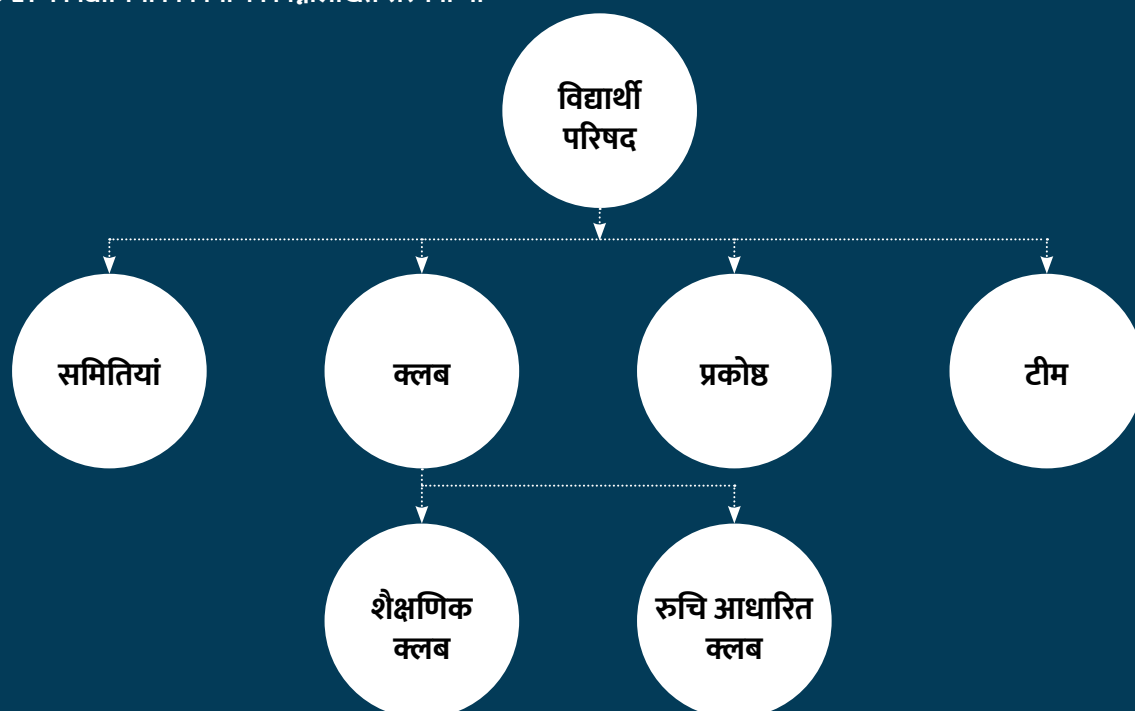 विद्यार्थी
परिषद
समितियां
क्लब
प्रकोष्ठ
टीम
शैक्षणिक
क्लब
रुचि आधारित
क्लब